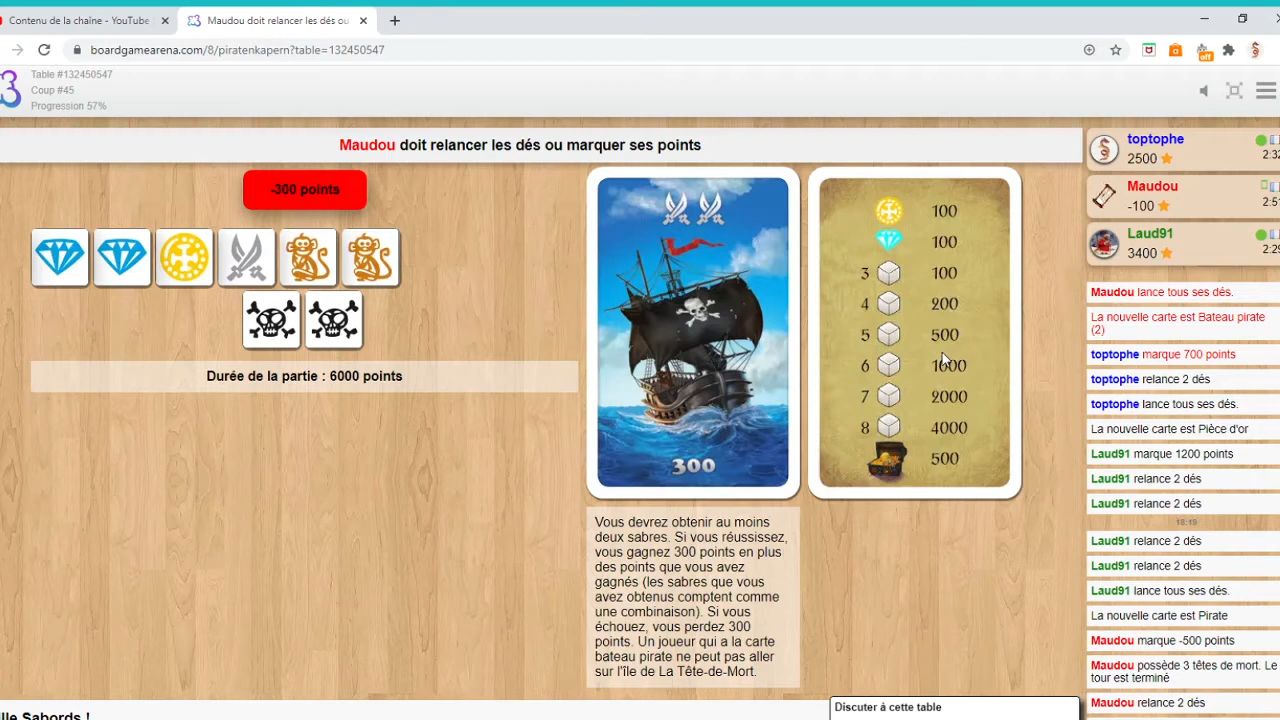 Contenu de la chaîne - YouTube
Maudou doit relancer les dés ou
boardgamearena.com/8/piratenkapern?table=132450547
off
Table #132450547
Coup #45
Progression 57%
Maudou doit relancer les dés ou marquer ses points
-300 points
Durée de la partie : 6000 points
300
100
100
3 100
4 200
5 500
6 1000
7 2000
8 4000
500
Vous devrez obtenir au moins
deux sabres. Si vous réussissez,
vous gagnez 300 points en plus
des points que vous avez
gagnés (les sabres que vous
avez obtenus comptent comme
une combinaison). Si vous
échouez, vous perdez 300
points. Un joueur qui a la carte
bateau pirate ne peut pas aller
sur l'île de La Tête-de-Mort.
toptophe
2500
2:32
Maudou
-100
2:51
Laud91
3400
Maudou lance tous ses dés.
La nouvelle carte est Bateau pirate
(2)
toptophe marque 700 points
toptophe relance 2 dés
toptophe lance tous ses dés.
La nouvelle carte est Pièce d'or
Laud91 marque 1200 points
Laud91 relance 2 dés
Laud91 relance 2 dés
18:19
Laud91 relance 2 dés
Laud91 relance 2 dés
Laud91 lance tous ses dés.
La nouvelle carte est Pirate
Maudou marque -500 points
Maudou possède 3 têtes de mort. Le
tour est terminé
Maudou relance 2 dés
Discuter à cette table
lle Sabords !